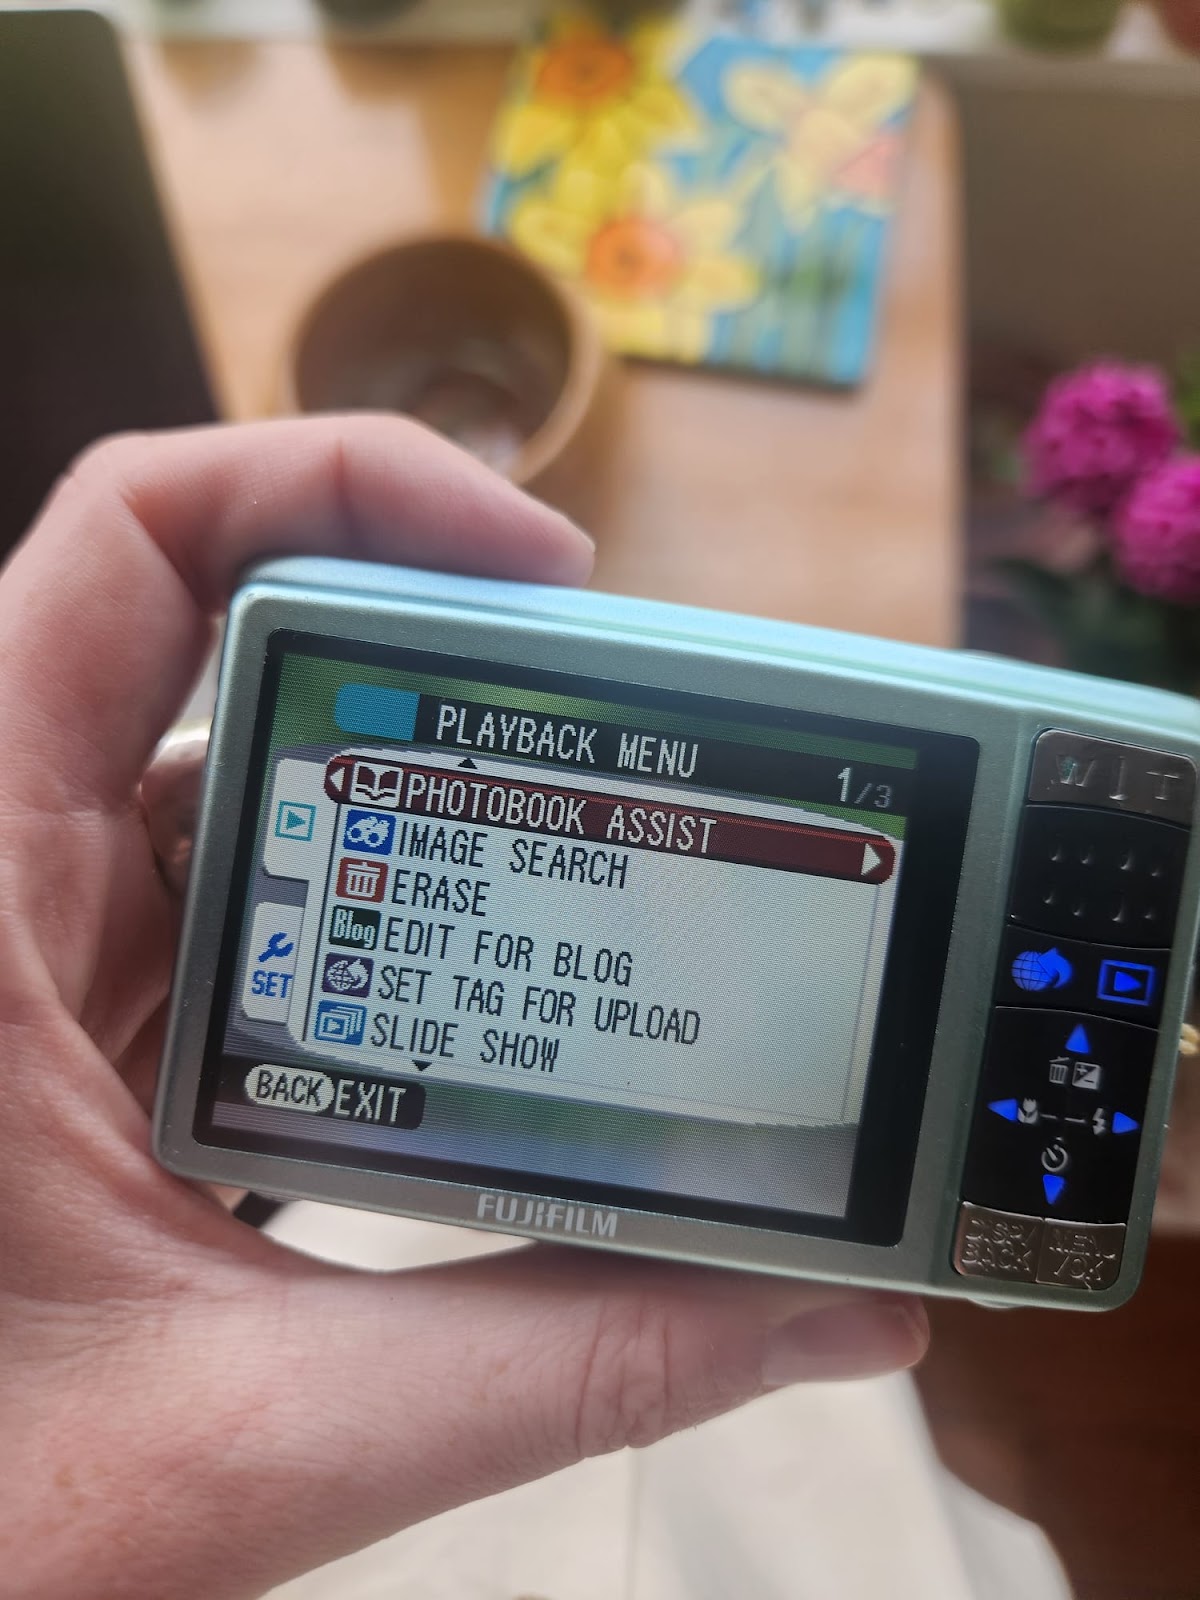 PLAYBACK MENU
1/3
PHOTOBOOK ASSIST
IMAGE SEARCH
ERASE
Blog EDIT FOR BLOG
SET TAG FOR UPLOAD
SET
SLIDE SHOW
BACK EXIT
FUJIFILM
W T
DISP/
BACK
MENU
/OK